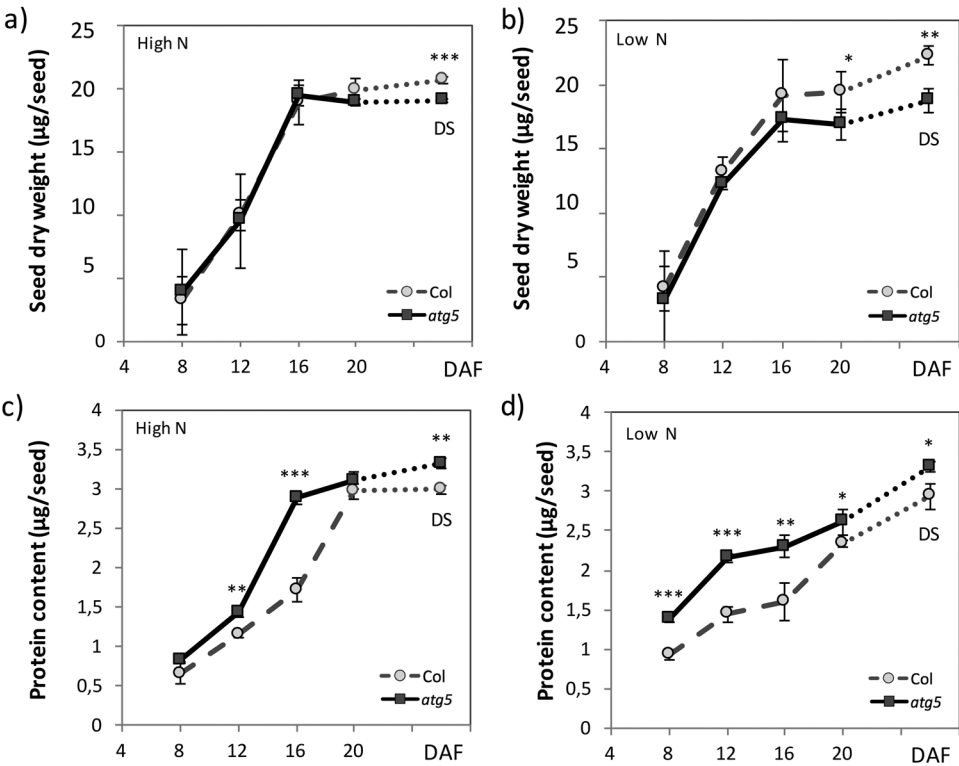 a)
High N
Seed dry weight (µg/seed)
25
20
15
10
5
0
4
8
12
16
20
DAF
***
DS
Col
atg5
b)
Low N
Seed dry weight (µg/seed)
25
20
15
10
5
0
4
8
12
16
20
DAF
*
**
DS
Col
atg5
c)
High N
Protein content (µg/seed)
4
3,5
3
2,5
2
1,5
1
0,5
0
4
8
12
16
20
DAF
**
***
**
DS
Col
atg5
d)
Low N
Protein content (µg/seed)
4
3,5
3
2,5
2
1,5
1
0,5
0
4
8
12
16
20
DAF
***
***
**
*
*
DS
Col
atg5